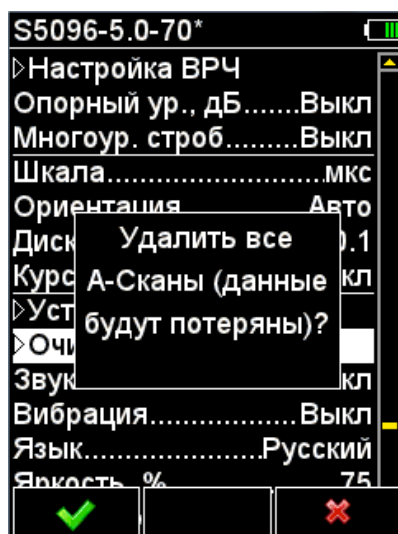 S5096-5.0-70*
Настройка ВРЧ
Опорный ур., дБ.......Выкл
Многоур. строб.........Выкл
Шкала..........................мкс
Ориентация Авто
Удалить все
А-Сканы (данные
будут потеряны)?
Вибрация..................Выкл
Язык......................Русский
Яркость, % 75